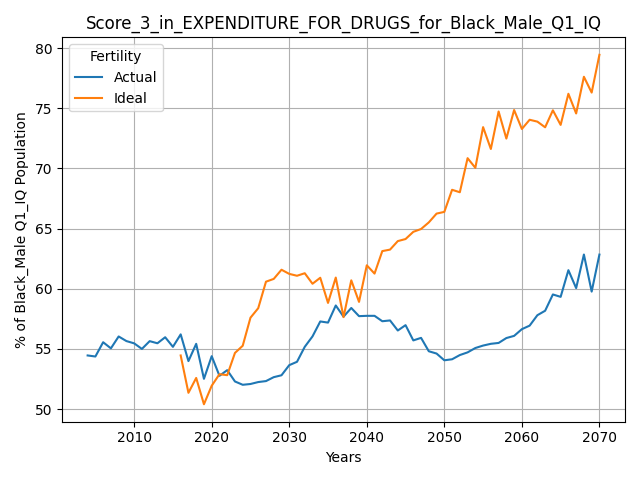 Score_3_in_EXPENDITURE_FOR_DRUGS_for_Black_Male_Q1_IQ
Fertility
Actual
Ideal
% of Black_Male Q1_IQ Population
80
75
70
65
60
55
50
2010 2020 2030 2040 2050 2060 2070
Years